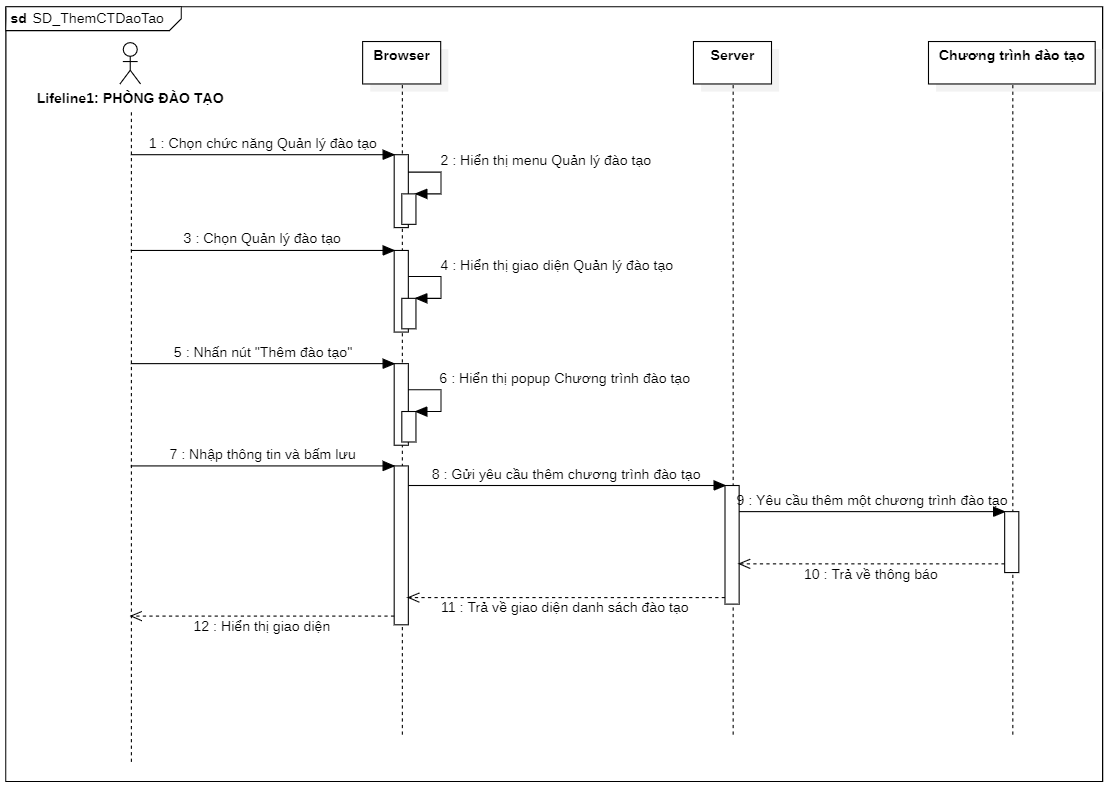 sd SD_ThemCTDaoTao
Browser
Server
Chương trình đào tạo
Lifeline1: PHÒNG ĐÀO TẠO
1 : Chọn chức năng Quản lý đào tạo
2 : Hiển thị menu Quản lý đào tạo
3 : Chọn Quản lý đào tạo
4 : Hiển thị giao diện Quản lý đào tạo
5 : Nhấn nút "Thêm đào tạo"
6 : Hiển thị popup Chương trình đào tạo
7 : Nhập thông tin và bấm lưu
8 : Gửi yêu cầu thêm chương trình đào tạo
9 : Yêu cầu thêm một chương trình đào tạo
10 : Trả về thông báo
11 : Trả về giao diện danh sách đào tạo
12 : Hiển thị giao diện